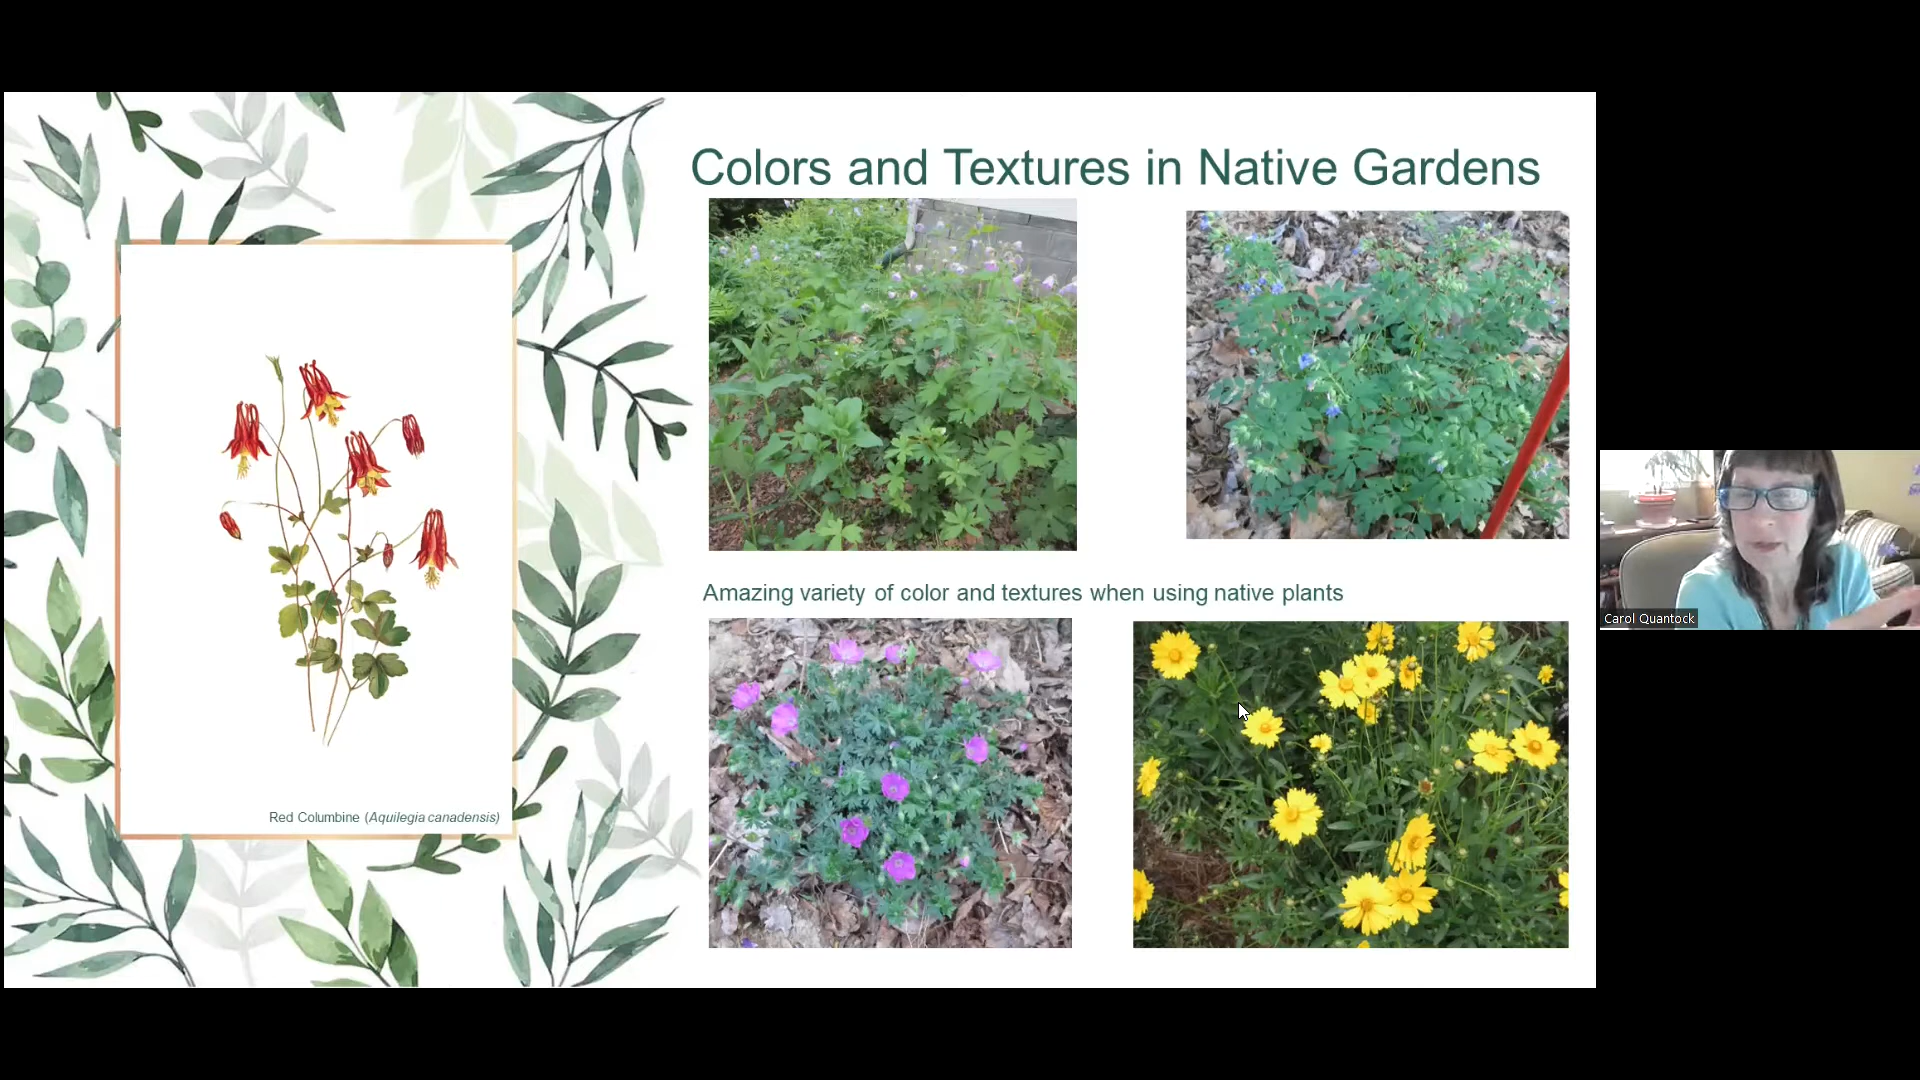 Colors and Textures in Native Gardens
Amazing variety of color and textures when using native plants
Red Columbine (Aquilegia canadensis)
Carol Quantock